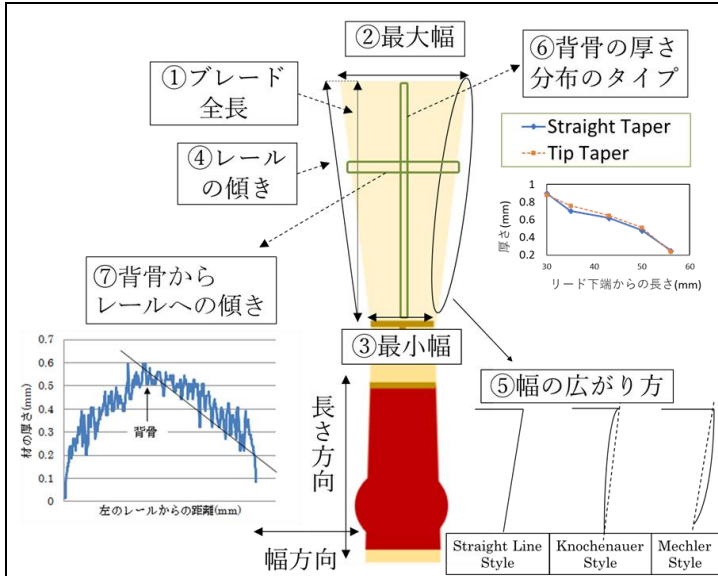 ②最大幅
⑥背骨の厚さ
分布のタイプ
①ブレード
全長
Straight Taper
Tip Taper
④レール
の傾き
1
0.8
0.6
0.4
0.2
厚さ(mm)
30
40
50
60
リード下端からの長さ(mm)
⑦背骨から
レールへの傾き
③最小幅
⑤幅の広がり方
0.7
0.6
0.5
0.4
0.3
0.2
0.1
0
材の厚さ(mm)
背骨
左のレールからの距離(mm)
長さ方向
幅方向
Straight Line
Style
Knochenauer
Style
Mechler
Style